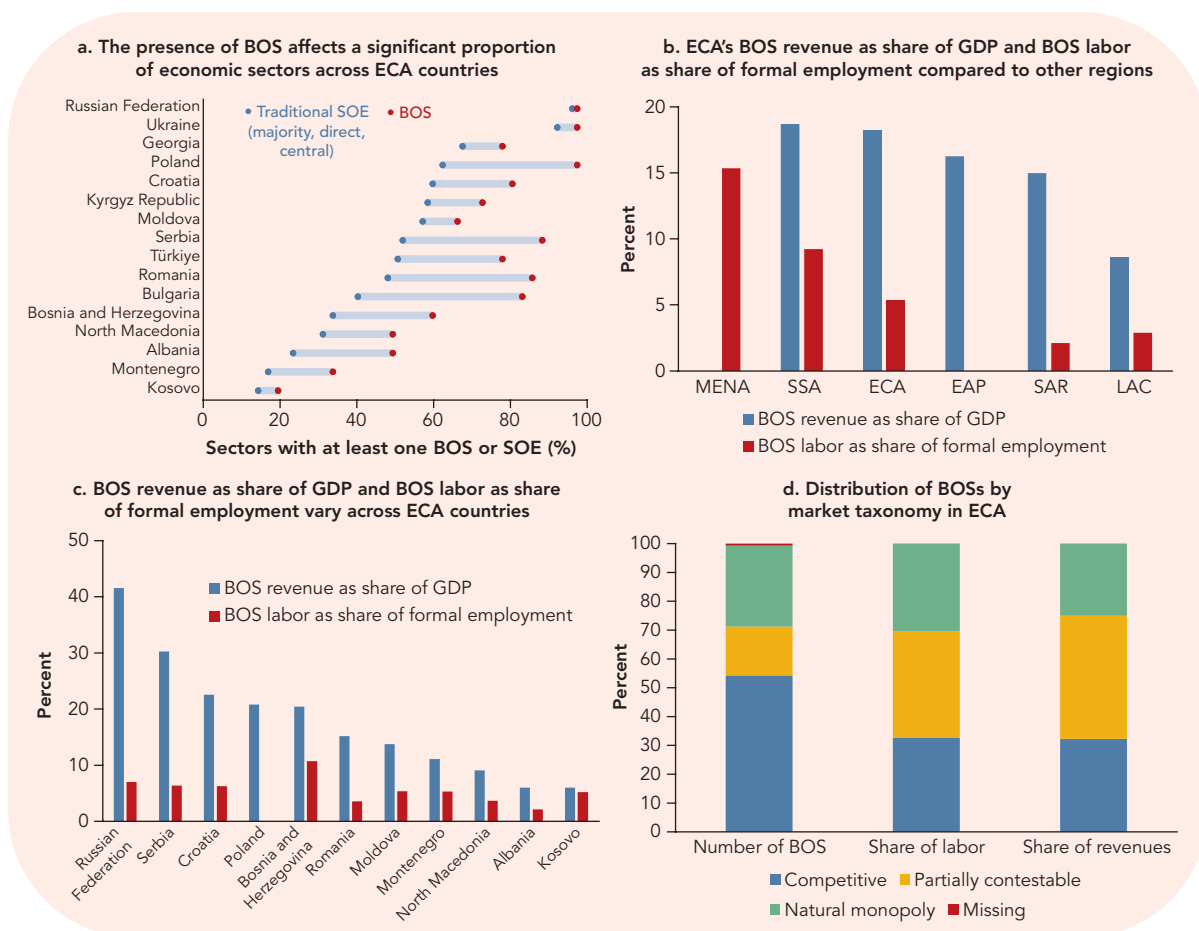 a. The presence of BOS affects a significant proportion
of economic sectors across ECA countries
Russian Federation
Ukraine
Georgia
Poland
Croatia
Kyrgyz Republic
Moldova
Serbia
Türkiye
Romania
Bulgaria
Bosnia and Herzegovina
North Macedonia
Albania
Montenegro
Kosovo
Traditional SOE
(majority, direct,
central)
BOS
0 20 40 60 80 100
Sectors with at least one BOS or SOE (%)
b. ECA's BOS revenue as share of GDP and BOS labor
as share of formal employment compared to other regions
Percent
20
15
10
5
0
MENA SSA ECA EAP SAR LAC
BOS revenue as share of GDP
BOS labor as share of formal employment
c. BOS revenue as share of GDP and BOS labor as share
of formal employment vary across ECA countries
Percent
50
40
30
20
10
0
BOS revenue as share of GDP
BOS labor as share of formal employment
Russian
Federation
Serbia
Croatia
Poland
Bosnia and
Herzegovina
Romania
Moldova
Montenegro
North Macedonia
Albania
Kosovo
d. Distribution of BOSs by
market taxonomy in ECA
Percent
100
90
80
70
60
50
40
30
20
10
0
Number of BOS Share of labor Share of revenues
Competitive Partially contestable
Natural monopoly Missing